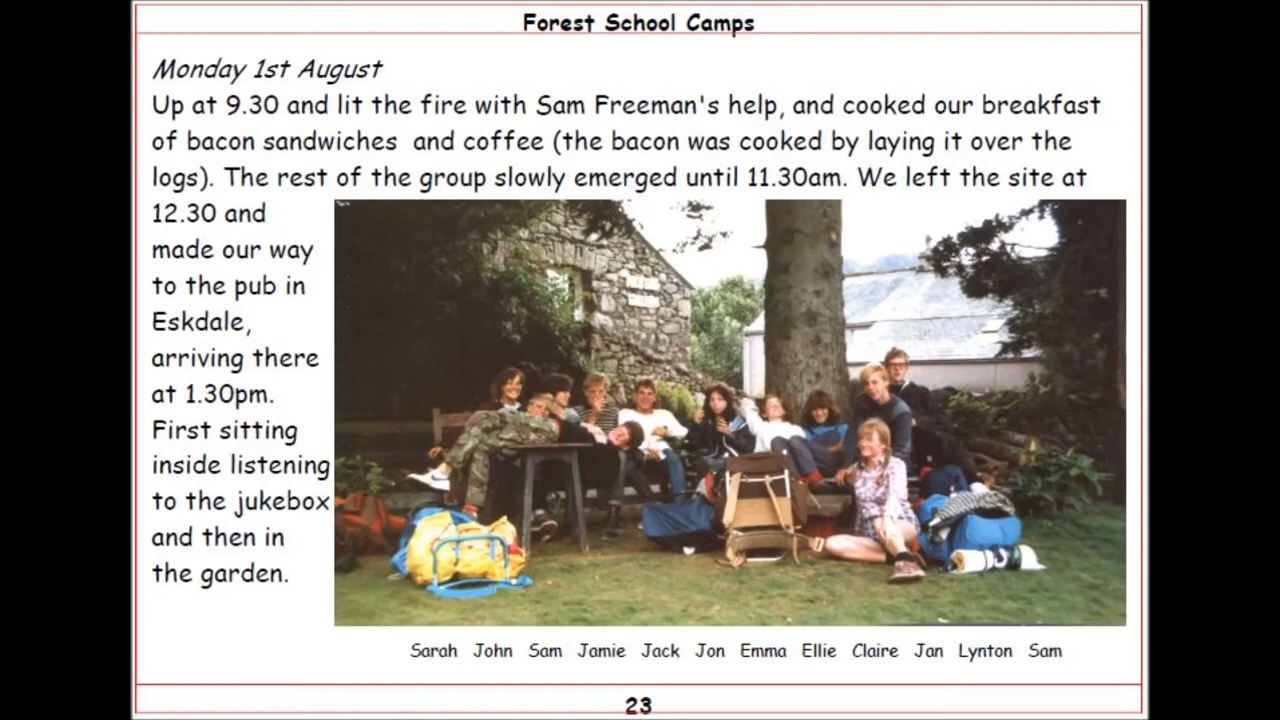 Forest School Camps
Monday 1st August
Up at 9.30 and lit the fire with Sam Freeman's help, and cooked our breakfast
of bacon sandwiches  and coffee (the bacon was cooked by laying it over the
logs). The rest of the group slowly emerged until 11.30am. We left the site at
12.30 and
made our way
to the pub in
Eskdale,
arriving there
at 1.30pm.
First sitting
inside listening
to the jukebox
and then in
the garden.
Sarah John Sam Jamie Jack Jon Emma Ellie Claire Jan Lynton Sam
23